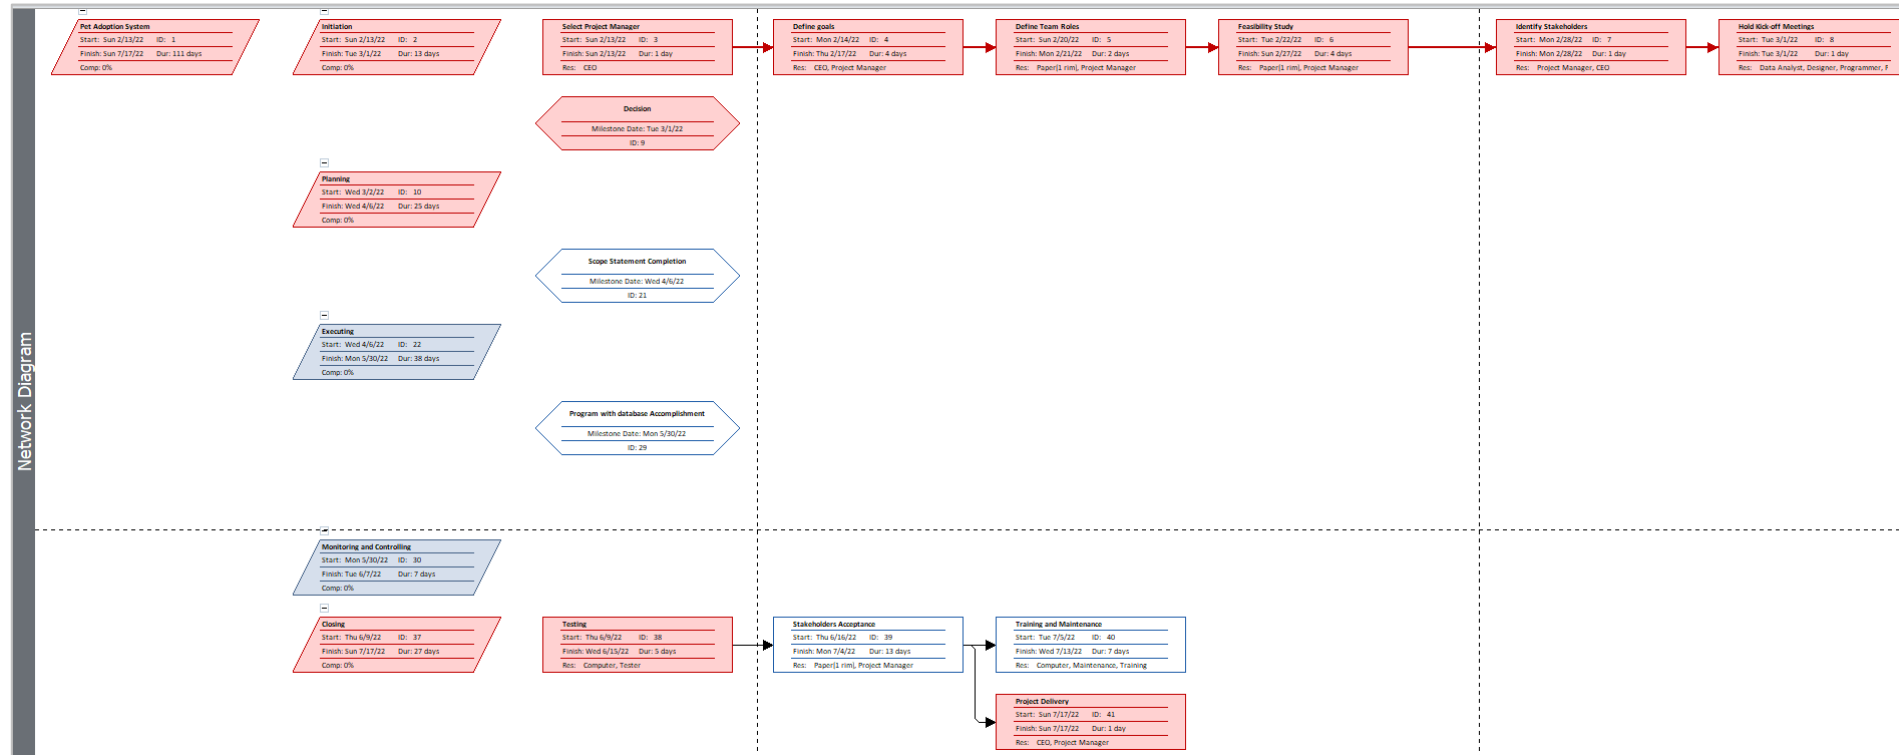 Network Diagram
Pet Adoption System
Start: Sun 2/13/22 ID: 1
Finish: Sun 7/17/22 Dur: 111 days
Comp: 0%
Initiation
Start: Sun 2/13/22 ID: 2
Finish: Tue 3/1/22 Dur: 13 days
Comp: 0%
Select Project Manager
Start: Sun 2/13/22 ID: 3
Finish: Sun 2/13/22 Dur: 1 day
Res: CEO
Define goals
Start: Mon 2/14/22 ID: 4
Finish: Thu 2/17/22 Dur: 4 days
Res: CEO, Project Manager
Define Team Roles
Start: Sun 2/20/22 ID: 5
Finish: Mon 2/21/22 Dur: 2 days
Res: Paper[1 rim], Project Manager
Feasibility Study
Start: Tue 2/22/22 ID: 6
Finish: Sun 2/27/22 Dur: 4 days
Res: Paper[1 rim], Project Manager
Identify Stakeholders
Start: Mon 2/28/22 ID: 7
Finish: Mon 2/28/22 Dur: 1 day
Res: Project Manager, CEO
Hold Kick-off Meetings
Start: Tue 3/1/22 ID: 8
Finish: Tue 3/1/22 Dur: 1 day
Res: Data Analyst, Designer, Programmer,
Decision
Milestone Date: Tue 3/1/22
ID: 9
Planning
Start: Wed 3/2/22 ID: 10
Finish: Wed 4/6/22 Dur: 25 days
Comp: 0%
Scope Statement Completion
Milestone Date: Wed 4/6/22
ID: 21
Executing
Start: Wed 4/6/22 ID: 22
Finish: Mon 5/30/22 Dur: 38 days
Comp: 0%
Program with database Accomplishment
Milestone Date: Mon 5/30/22
ID: 29
Monitoring and Controlling
Start: Mon 5/30/22 ID: 30
Finish: Tue 6/7/22 Dur: 7 days
Comp: 0%
Closing
Start: Thu 6/9/22 ID: 37
Finish: Sun 7/17/22 Dur: 27 days
Comp: 0%
Testing
Start: Thu 6/9/22 ID: 38
Finish: Wed 6/15/22 Dur: 5 days
Res: Computer, Tester
Stakeholders Acceptance
Start: Thu 6/16/22 ID: 39
Finish: Mon 7/4/22 Dur: 13 days
Res: Paper[1 rim], Project Manager
Training and Maintenance
Start: Tue 7/5/22 ID: 40
Finish: Wed 7/13/22 Dur: 7 days
Res: Computer, Maintenance, Training
Project Delivery
Start: Sun 7/17/22 ID: 41
Finish: Sun 7/17/22 Dur: 1 day
Res: CEO, Project Manager